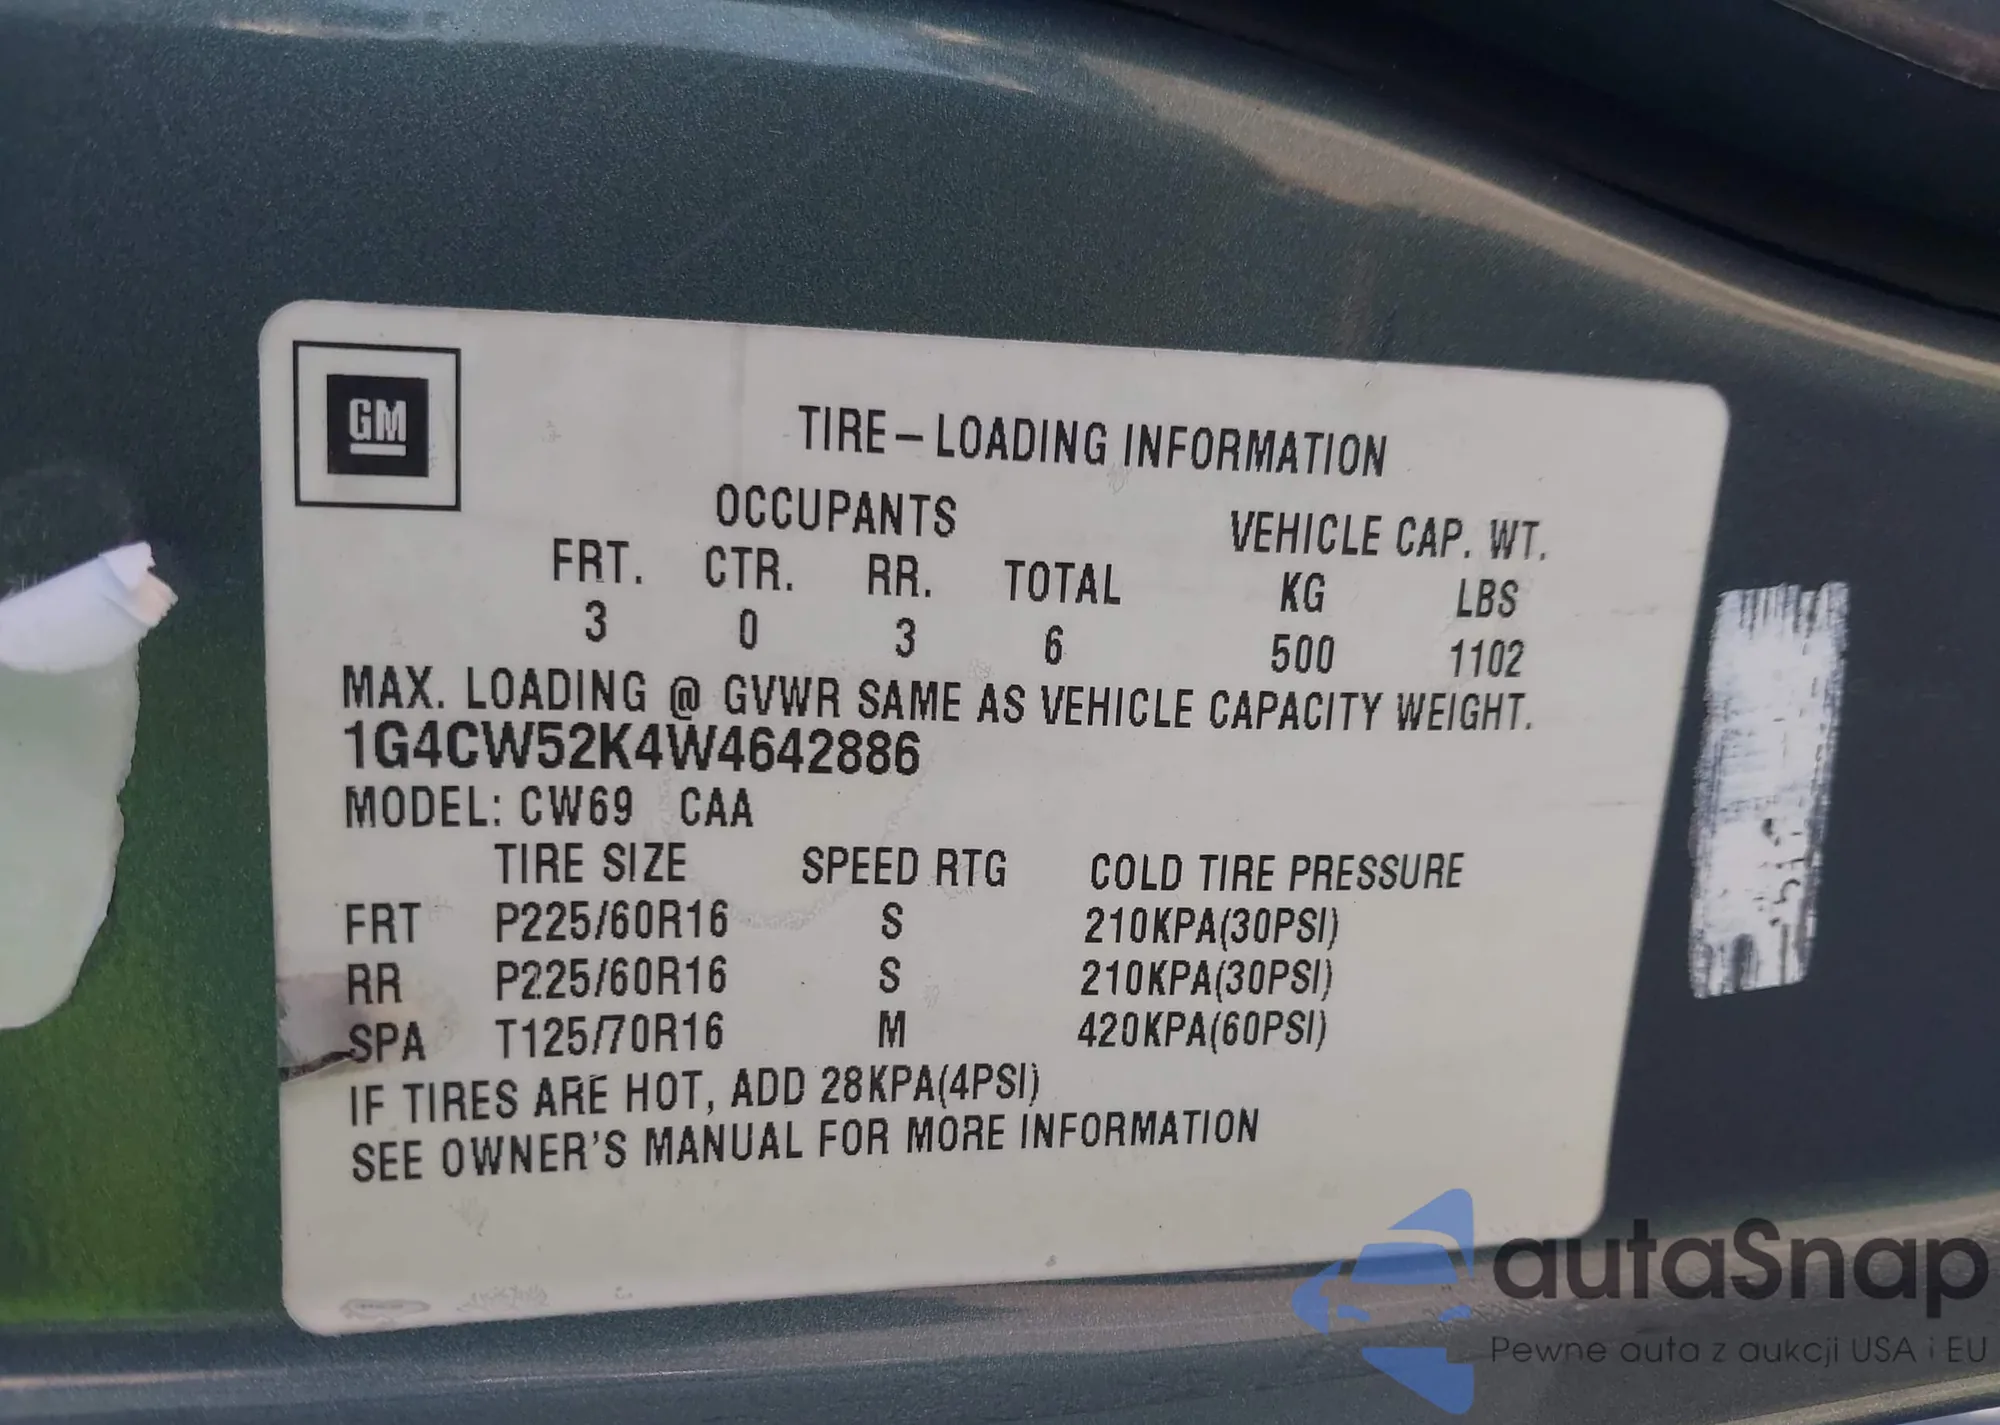 GM
TIRE–LOADING INFORMATION
OCCUPANTS VEHICLE CAP. WT.
FRT. CTR. RR. TOTAL KG LBS
3 0 3 6 500 1102
MAX. LOADING @ GVWR SAME AS VEHICLE CAPACITY WEIGHT.
1G4CW52K4W4642886
MODEL: CW69 CAA
TIRE SIZE SPEED RTG COLD TIRE PRESSURE
FRT P225/60R16 S 210KPA(30PSI)
RR P225/60R16 S 210KPA(30PSI)
SPA T125/70R16 M 420KPA(60PSI)
IF TIRES ARE HOT, ADD 28KPA(4PSI)
SEE OWNER'S MANUAL FOR MORE INFORMATION
autaSnap
Pewne auta z aukcji USA i EU